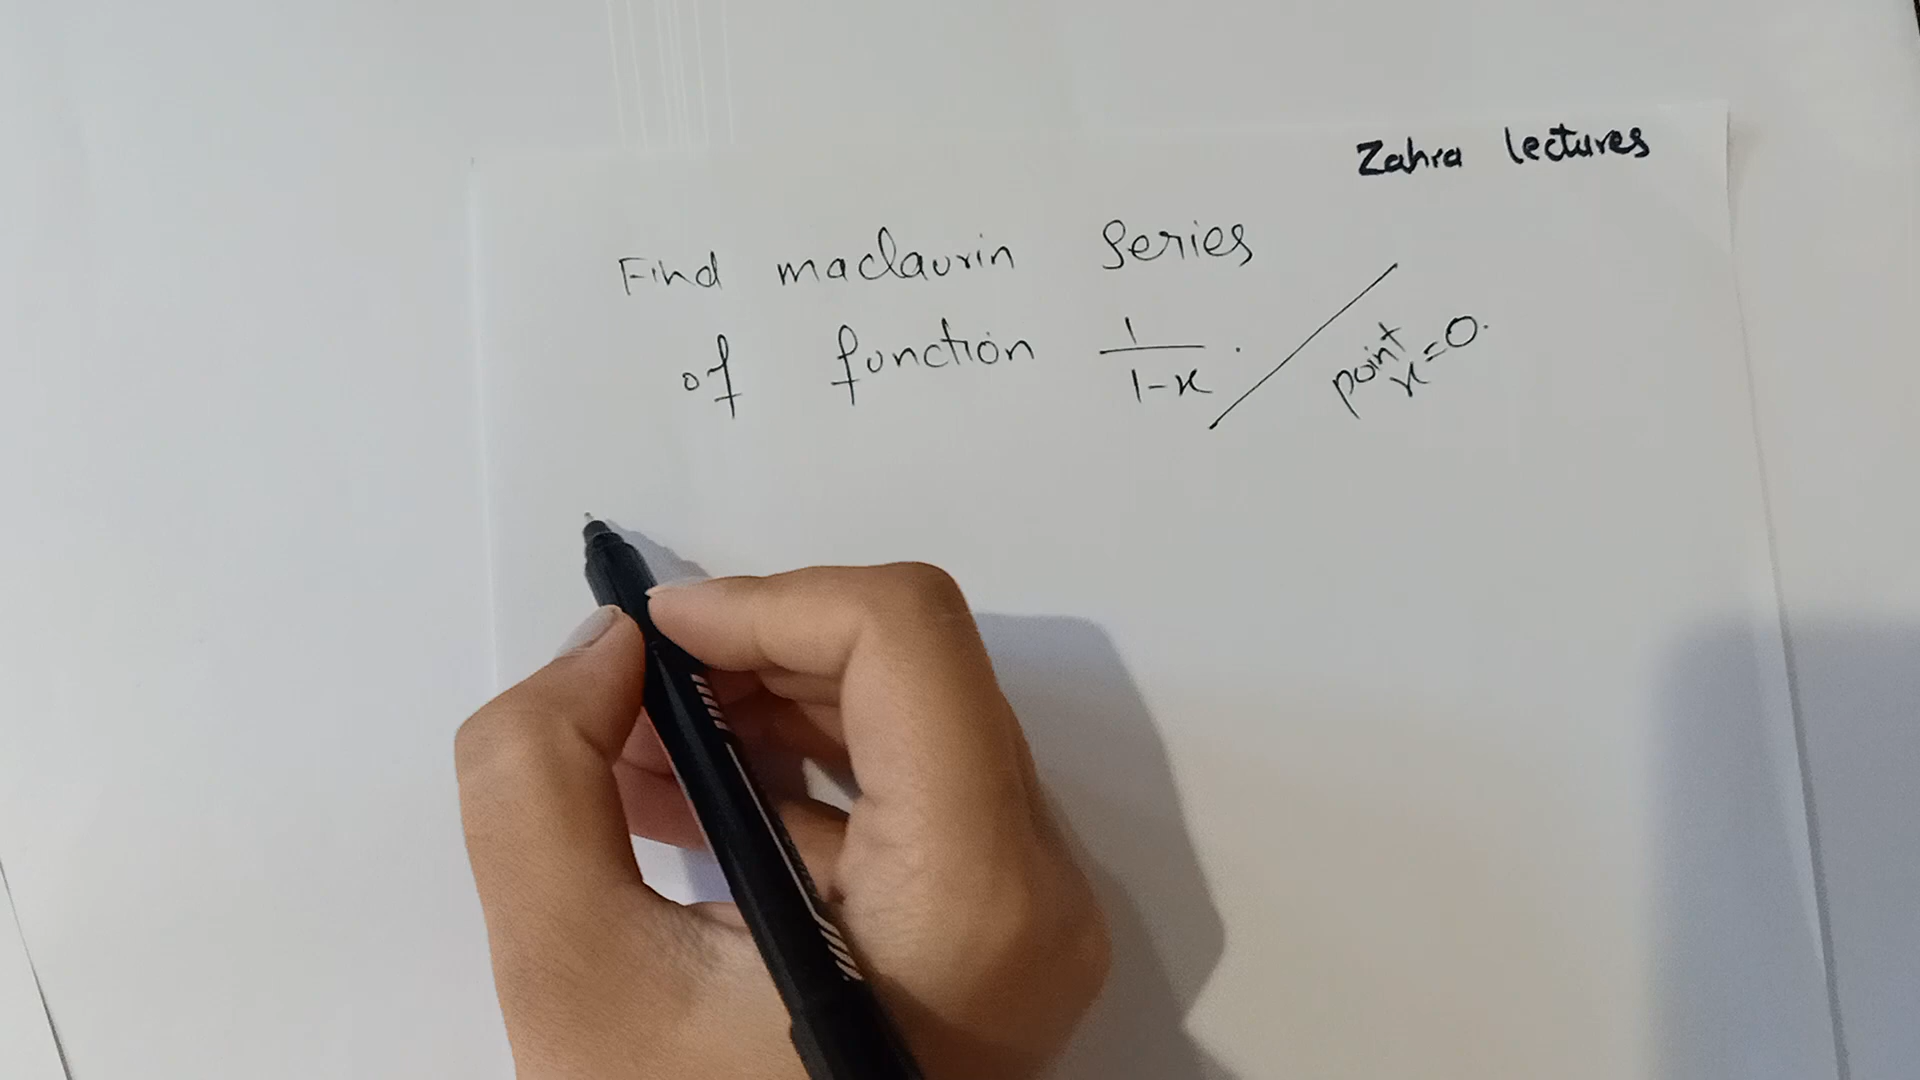 Zahra lectures
Find maclaurin Series
of function 1/1-x .
point
x=0.